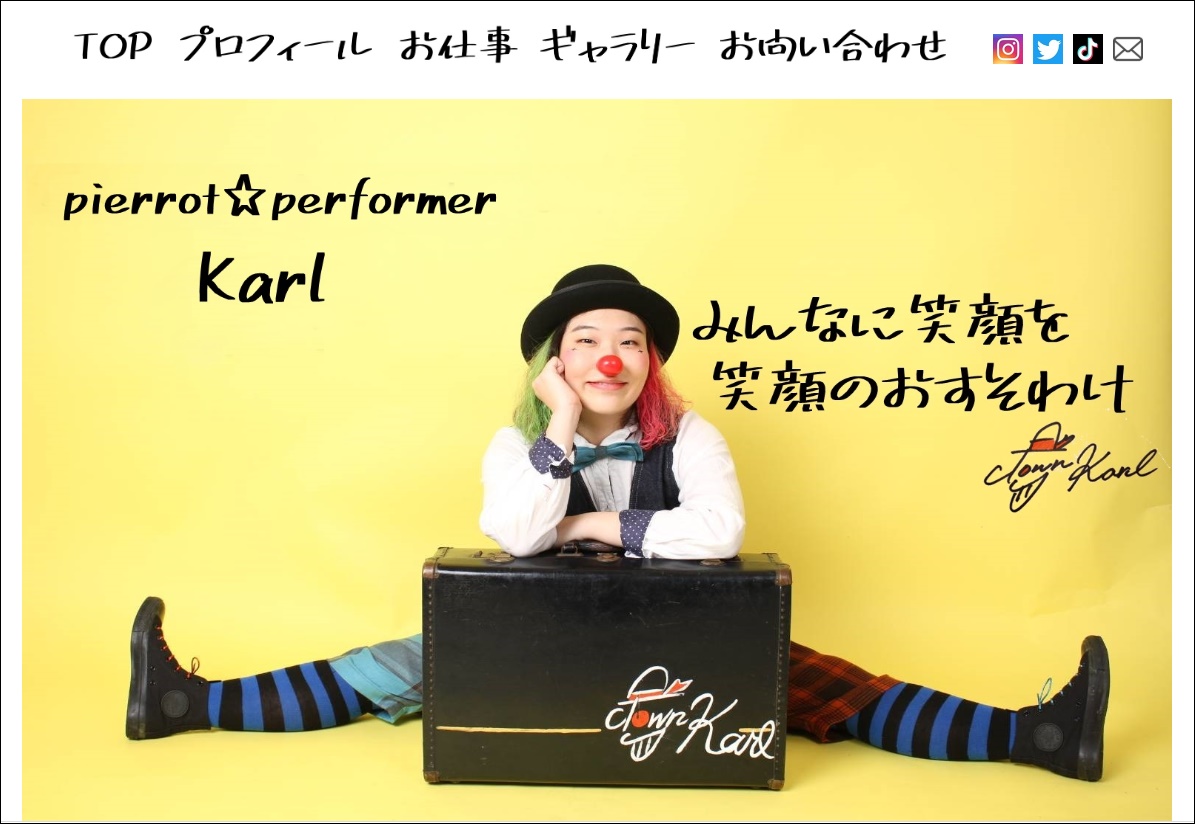 TOP プロフィール お仕事 ギャラリー お問い合わせ
pierrot☆performer
Karl
みんなに笑顔を
笑顔のおすそわけ
clown Karl
clown Karl